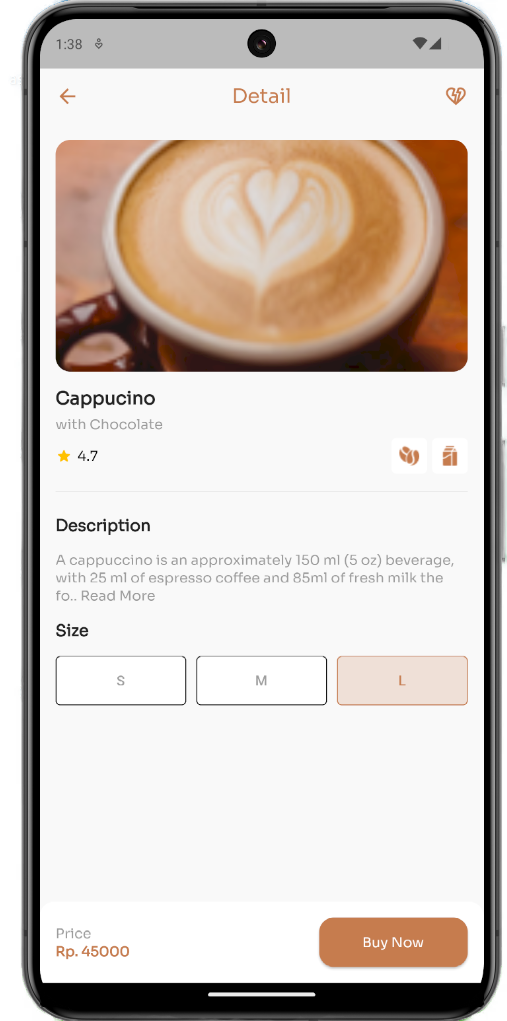 1:38
Detail
Cappucino
with Chocolate
4.7
Description
A cappuccino is an approximately 150 ml (5 oz) beverage,
with 25 ml of espresso coffee and 85ml of fresh milk the
fo.. Read More
Size
S M L
Price
Rp. 45000
Buy Now